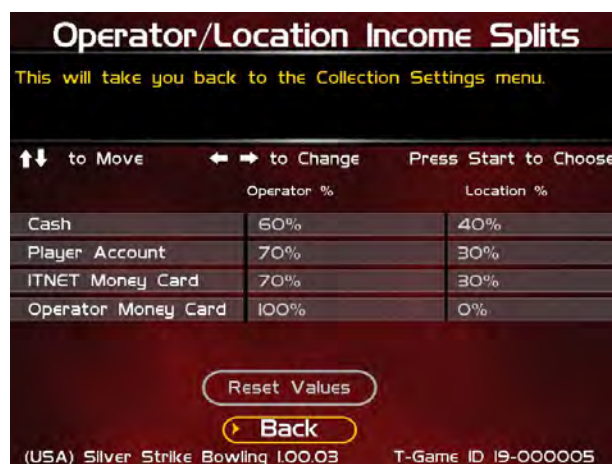 Operator/Location Income Splits
This will take you back to the Collection Settings menu.
to Move to Change Press Start to Choose
Operator % Location %
Cash 60% 40%
Player Account 70% 30%
ITNET Money Card 70% 30%
Operator Money Card 100% 0%
Reset Values
Back
(USA) Silver Strike Bowling 1.00.03 T-Game ID 19-000005